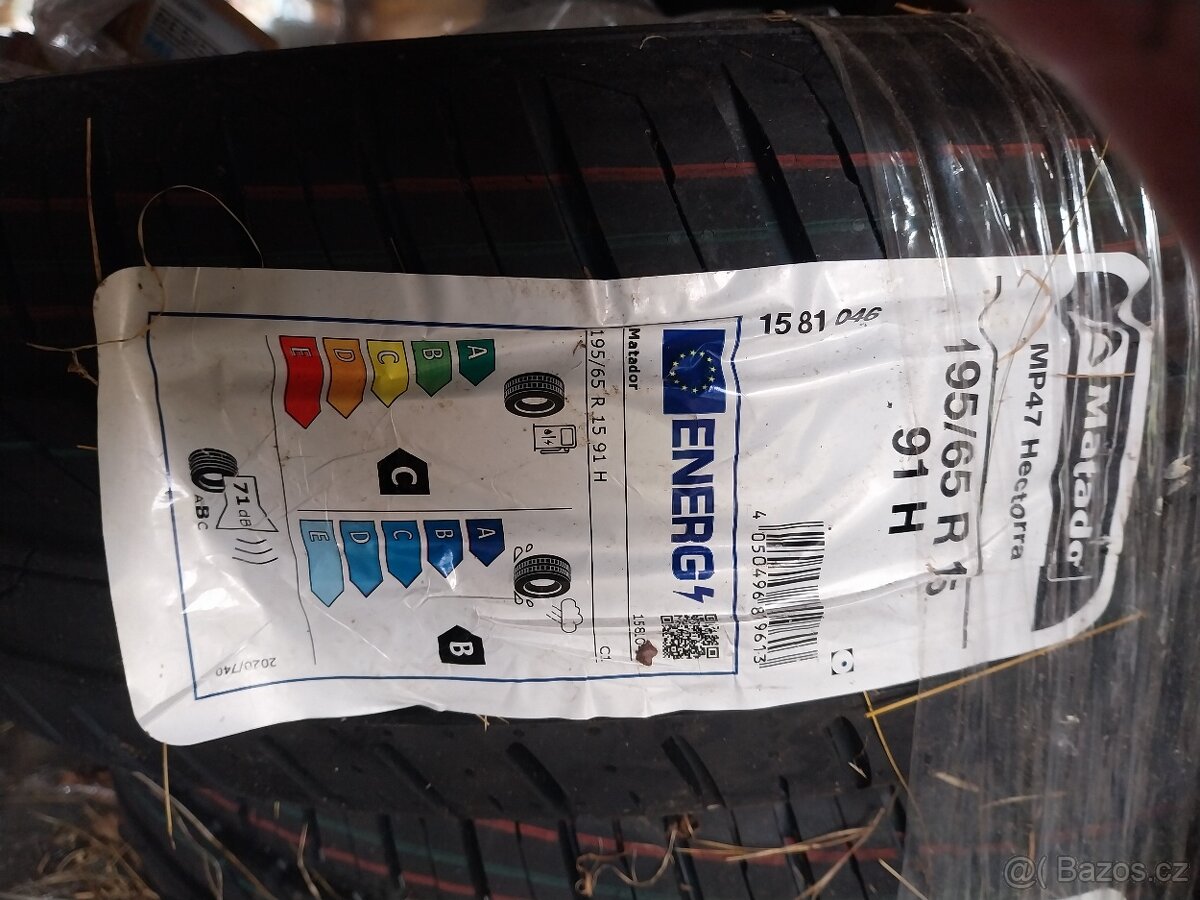 Matador
MP47 Hectorra
195/65 R 15
91 H
15 81 046
4 050496 896613
ENERG
Matador
195/65 R 15 91 H
C1
A
B
C
D
E
C
A
B
C
D
E
B
71 dB
ABC
2020/740
@( Bazos.cz